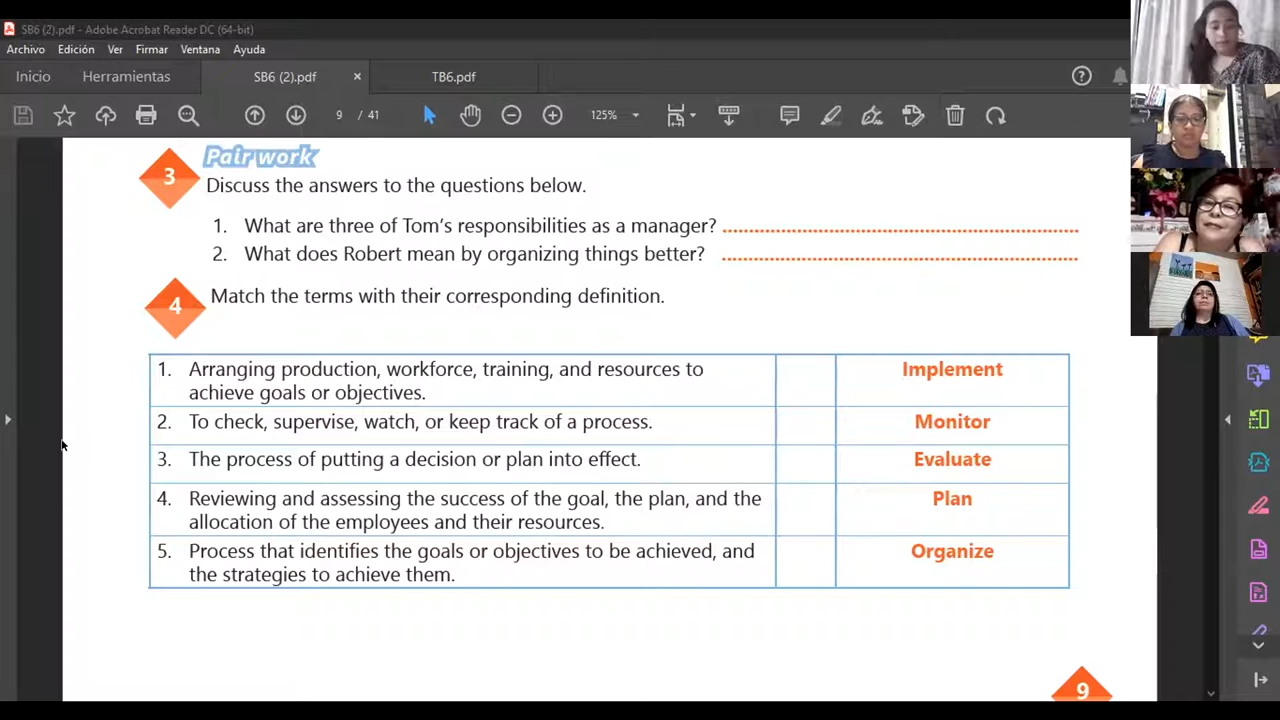 SB6 (2).pdf - Adobe Acrobat Reader DC (64-bit)
Archivo Edición Ver Firmar Ventana Ayuda
Inicio Herramientas SB6 (2).pdf × TB6.pdf
9 / 41 125%
3 Pair work
Discuss the answers to the questions below.
1. What are three of Tom's responsibilities as a manager?
2. What does Robert mean by organizing things better?
4 Match the terms with their corresponding definition.
1. Arranging production, workforce, training, and resources to Implement
achieve goals or objectives.
2. To check, supervise, watch, or keep track of a process. Monitor
3. The process of putting a decision or plan into effect. Evaluate
4. Reviewing and assessing the success of the goal, the plan, and the Plan
allocation of the employees and their resources.
5. Process that identifies the goals or objectives to be achieved, and Organize
the strategies to achieve them.
9